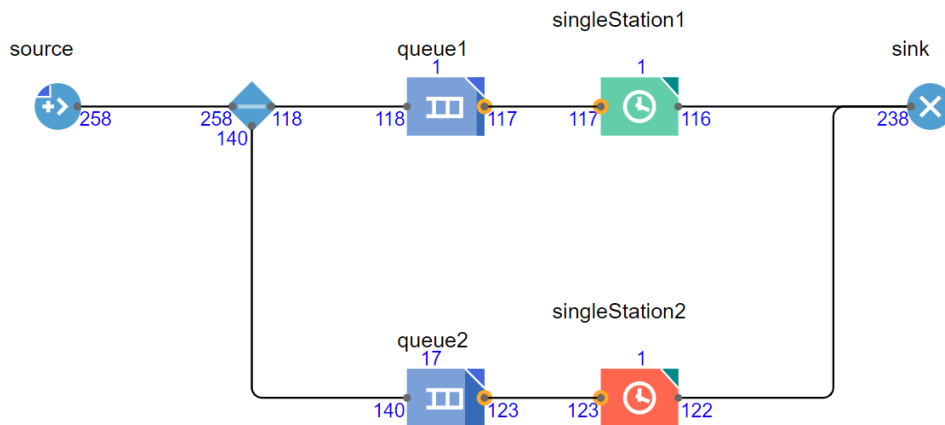 singleStation1
source
queue1
sink
1
1
258
258
118
118
117
117
116
238
140
singleStation2
queue2
17
1
140
123
123
122